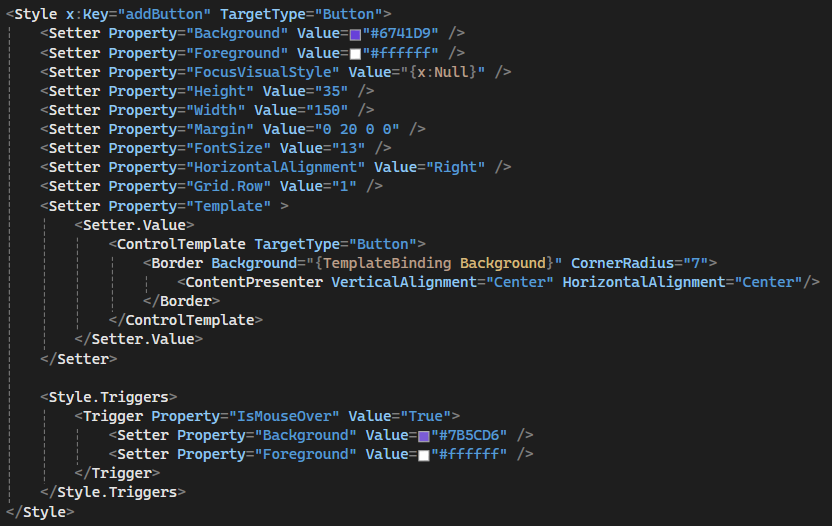 <Style x:Key="addButton" TargetType="Button">
    <Setter Property="Background" Value="#6741D9" />
    <Setter Property="Foreground" Value="#ffffff" />
    <Setter Property="FocusVisualStyle" Value="{x:Null}" />
    <Setter Property="Height" Value="35" />
    <Setter Property="Width" Value="150" />
    <Setter Property="Margin" Value="0 20 0 0" />
    <Setter Property="FontSize" Value="13" />
    <Setter Property="HorizontalAlignment" Value="Right" />
    <Setter Property="Grid.Row" Value="1" />
    <Setter Property="Template" >
        <Setter.Value>
            <ControlTemplate TargetType="Button">
                <Border Background="{TemplateBinding Background}" CornerRadius="7">
                    <ContentPresenter VerticalAlignment="Center" HorizontalAlignment="Center"/>
                </Border>
            </ControlTemplate>
        </Setter.Value>
    </Setter>

    <Style.Triggers>
        <Trigger Property="IsMouseOver" Value="True">
            <Setter Property="Background" Value="#7B5CD6" />
            <Setter Property="Foreground" Value="#ffffff" />
        </Trigger>
    </Style.Triggers>
</Style>